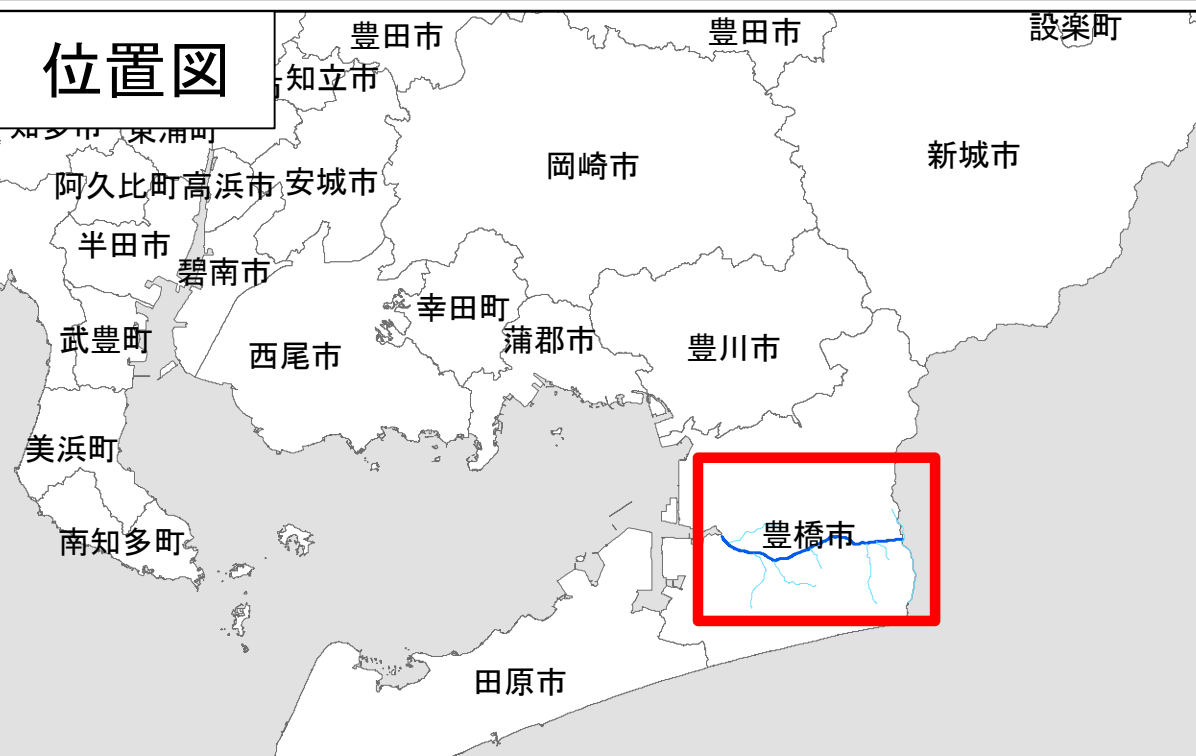 位置図
豊田市
豊田市
設楽町
知立市
知多市
東浦町
岡崎市
新城市
阿久比町
高浜市
安城市
半田市
碧南市
幸田町
武豊町
西尾市
蒲郡市
豊川市
美浜町
南知多町
豊橋市
田原市